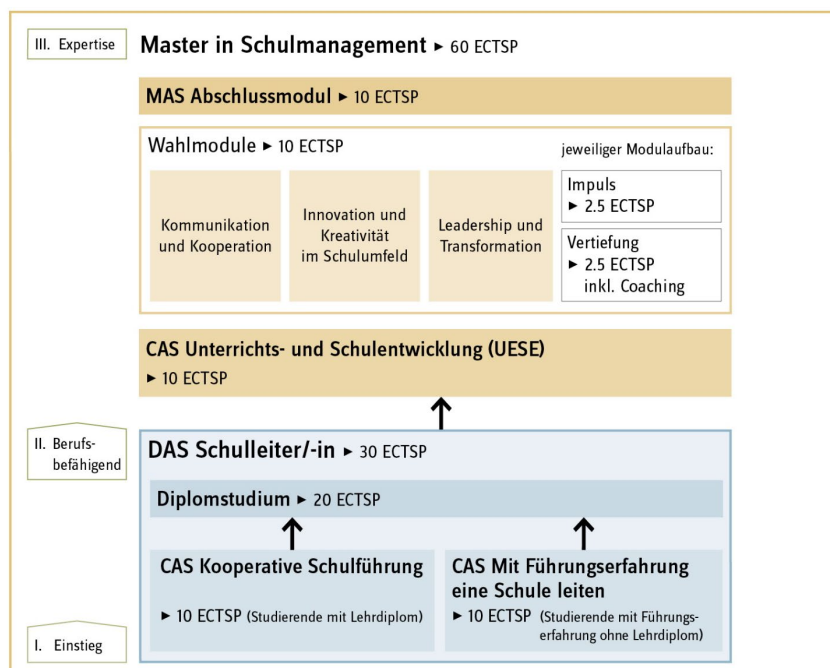 III. Expertise
Master in Schulmanagement ► 60 ECTSP
MAS Abschlussmodul ► 10 ECTSP
Wahlmodule ► 10 ECTSP
jeweiliger Modulaufbau:
Kommunikation
und Kooperation
Innovation und
Kreativität
im Schulumfeld
Leadership und
Transformation
Impuls
► 2.5 ECTSP
Vertiefung
► 2.5 ECTSP
inkl. Coaching
CAS Unterrichts- und Schulentwicklung (UESE)
► 10 ECTSP
II. Berufs-
befähigend
DAS Schulleiter/-in ► 30 ECTSP
Diplomstudium ► 20 ECTSP
CAS Kooperative Schulführung
► 10 ECTSP (Studierende mit Lehrdiplom)
CAS Mit Führungserfahrung
eine Schule leiten
► 10 ECTSP (Studierende mit Führungs-
erfahrung ohne Lehrdiplom)
I. Einstieg